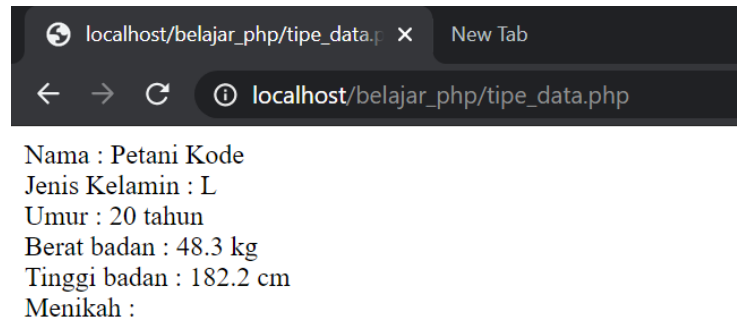 localhost/belajar_php/tipe_data.p
New Tab
localhost/belajar_php/tipe_data.php
Nama : Petani Kode
Jenis Kelamin : L
Umur : 20 tahun
Berat badan : 48.3 kg
Tinggi badan : 182.2 cm
Menikah :